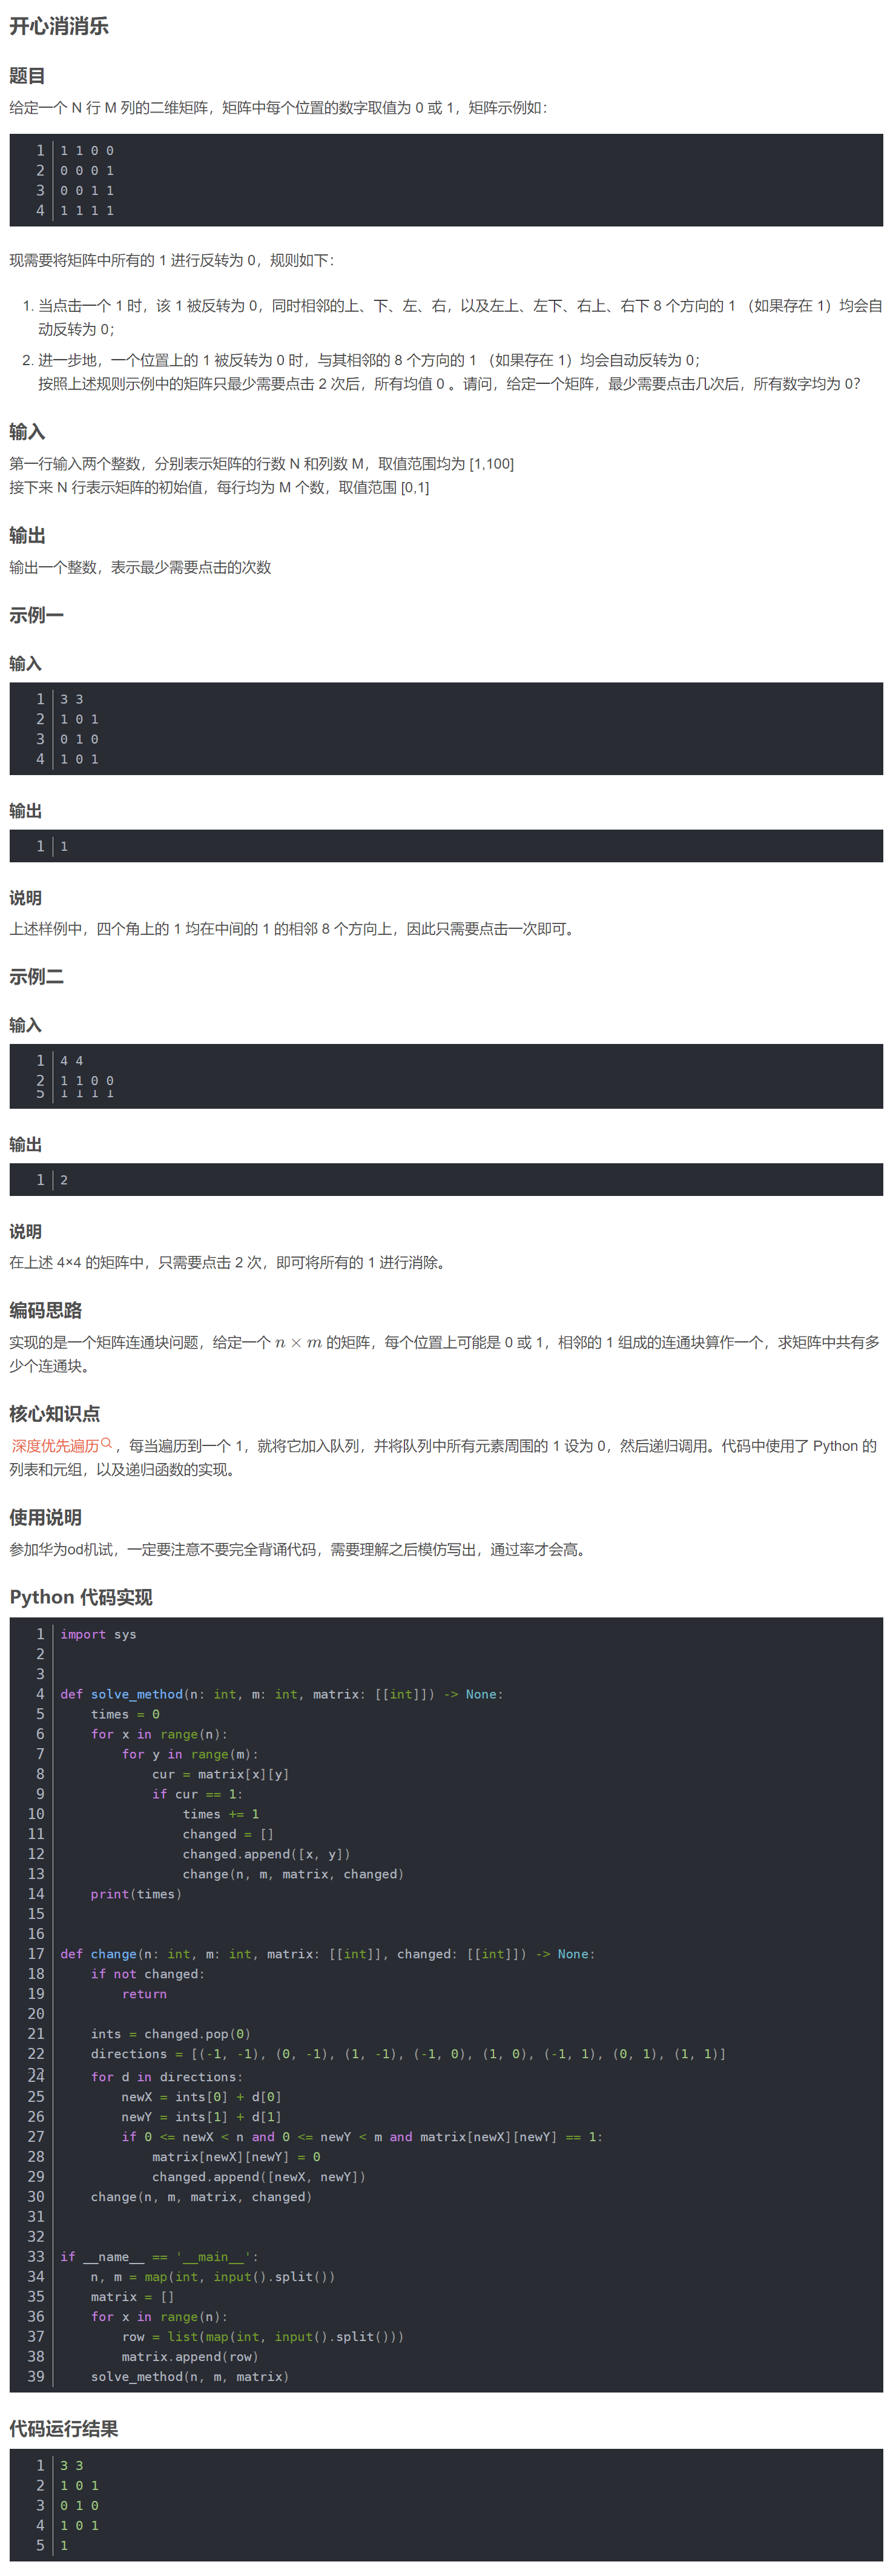 开心消消乐
题目
给定一个 N 行 M 列的二维矩阵，矩阵中每个位置的数字取值为 0 或 1，矩阵示例如：
1 1 1 0 0
2 0 0 0 1
3 0 0 1 1
4 1 1 1 1
现需要将矩阵中所有的 1 进行反转为 0，规则如下：
1. 当点击一个 1 时，该 1 被反转为 0，同时相邻的上、下、左、右，以及左上、左下、右上、右下 8 个方向的 1 （如果存在 1）均会自
动反转为 0；
2. 进一步地，一个位置上的 1 被反转为 0 时，与其相邻的 8 个方向的 1 （如果存在 1）均会自动反转为 0；
按照上述规则示例中的矩阵只最少需要点击 2 次后，所有均值 0 。请问，给定一个矩阵，最少需要点击几次后，所有数字均为 0？
输入
第一行输入两个整数，分别表示矩阵的行数 N 和列数 M，取值范围均为 [1,100]
接下来 N 行表示矩阵的初始值，每行均为 M 个数，取值范围 [0,1]
输出
输出一个整数，表示最少需要点击的次数
示例一
输入
1 3 3
2 1 0 1
3 0 1 0
4 1 0 1
输出
1 1
说明
上述样例中，四个角上的 1 均在中间的 1 的相邻 8 个方向上，因此只需要点击一次即可。
示例二
输入
1 4 4
2 1 1 0 0
5 1 1 1 1
输出
1 2
说明
在上述 4×4 的矩阵中，只需要点击 2 次，即可将所有的 1 进行消除。
编码思路
实现的是一个矩阵连通块问题，给定一个 n × m 的矩阵，每个位置上可能是 0 或 1，相邻的 1 组成的连通块算作一个，求矩阵中共有多
少个连通块。
核心知识点
深度优先遍历，每当遍历到一个 1，就将它加入队列，并将队列中所有元素周围的 1 设为 0，然后递归调用。代码中使用了 Python 的
列表和元组，以及递归函数的实现。
使用说明
参加华为od机试，一定要注意不要完全背诵代码，需要理解之后模仿写出，通过率才会高。
Python 代码实现
1 import sys
2
3
4 def solve_method(n: int, m: int, matrix: [[int]]) -> None:
5     times = 0
6     for x in range(n):
7         for y in range(m):
8             cur = matrix[x][y]
9             if cur == 1:
10                 times += 1
11                 changed = []
12                 changed.append([x, y])
13                 change(n, m, matrix, changed)
14     print(times)
15
16
17 def change(n: int, m: int, matrix: [[int]], changed: [[int]]) -> None:
18     if not changed:
19         return
20
21     ints = changed.pop(0)
22     directions = [(-1, -1), (0, -1), (1, -1), (-1, 0), (1, 0), (-1, 1), (0, 1), (1, 1)]
24     for d in directions:
25         newX = ints[0] + d[0]
26         newY = ints[1] + d[1]
27         if 0 <= newX < n and 0 <= newY < m and matrix[newX][newY] == 1:
28             matrix[newX][newY] = 0
29             changed.append([newX, newY])
30     change(n, m, matrix, changed)
31
32
33 if __name__ == '__main__':
34     n, m = map(int, input().split())
35     matrix = []
36     for x in range(n):
37         row = list(map(int, input().split()))
38         matrix.append(row)
39     solve_method(n, m, matrix)
代码运行结果
1 3 3
2 1 0 1
3 0 1 0
4 1 0 1
5 1